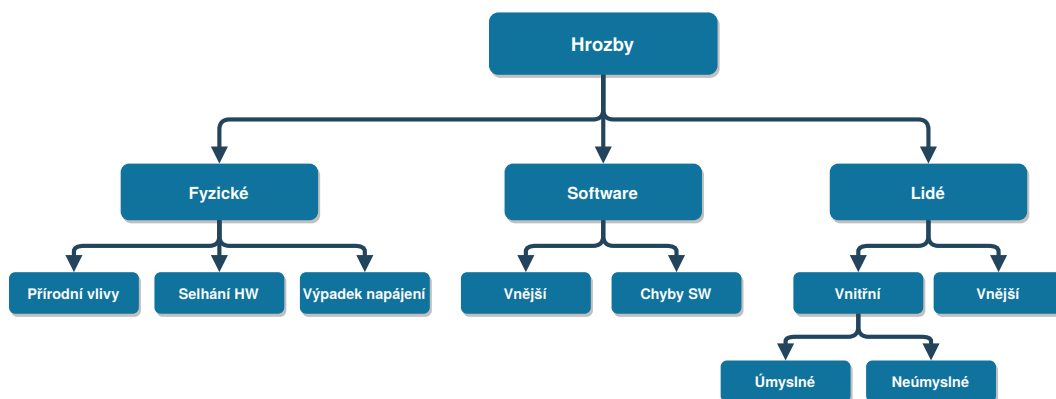 Hrozby
Fyzické
Software
Lidé
Přírodní vlivy
Selhání HW
Výpadek napájení
Vnější
Chyby SW
Vnitřní
Vnější
Úmyslné
Neúmyslné